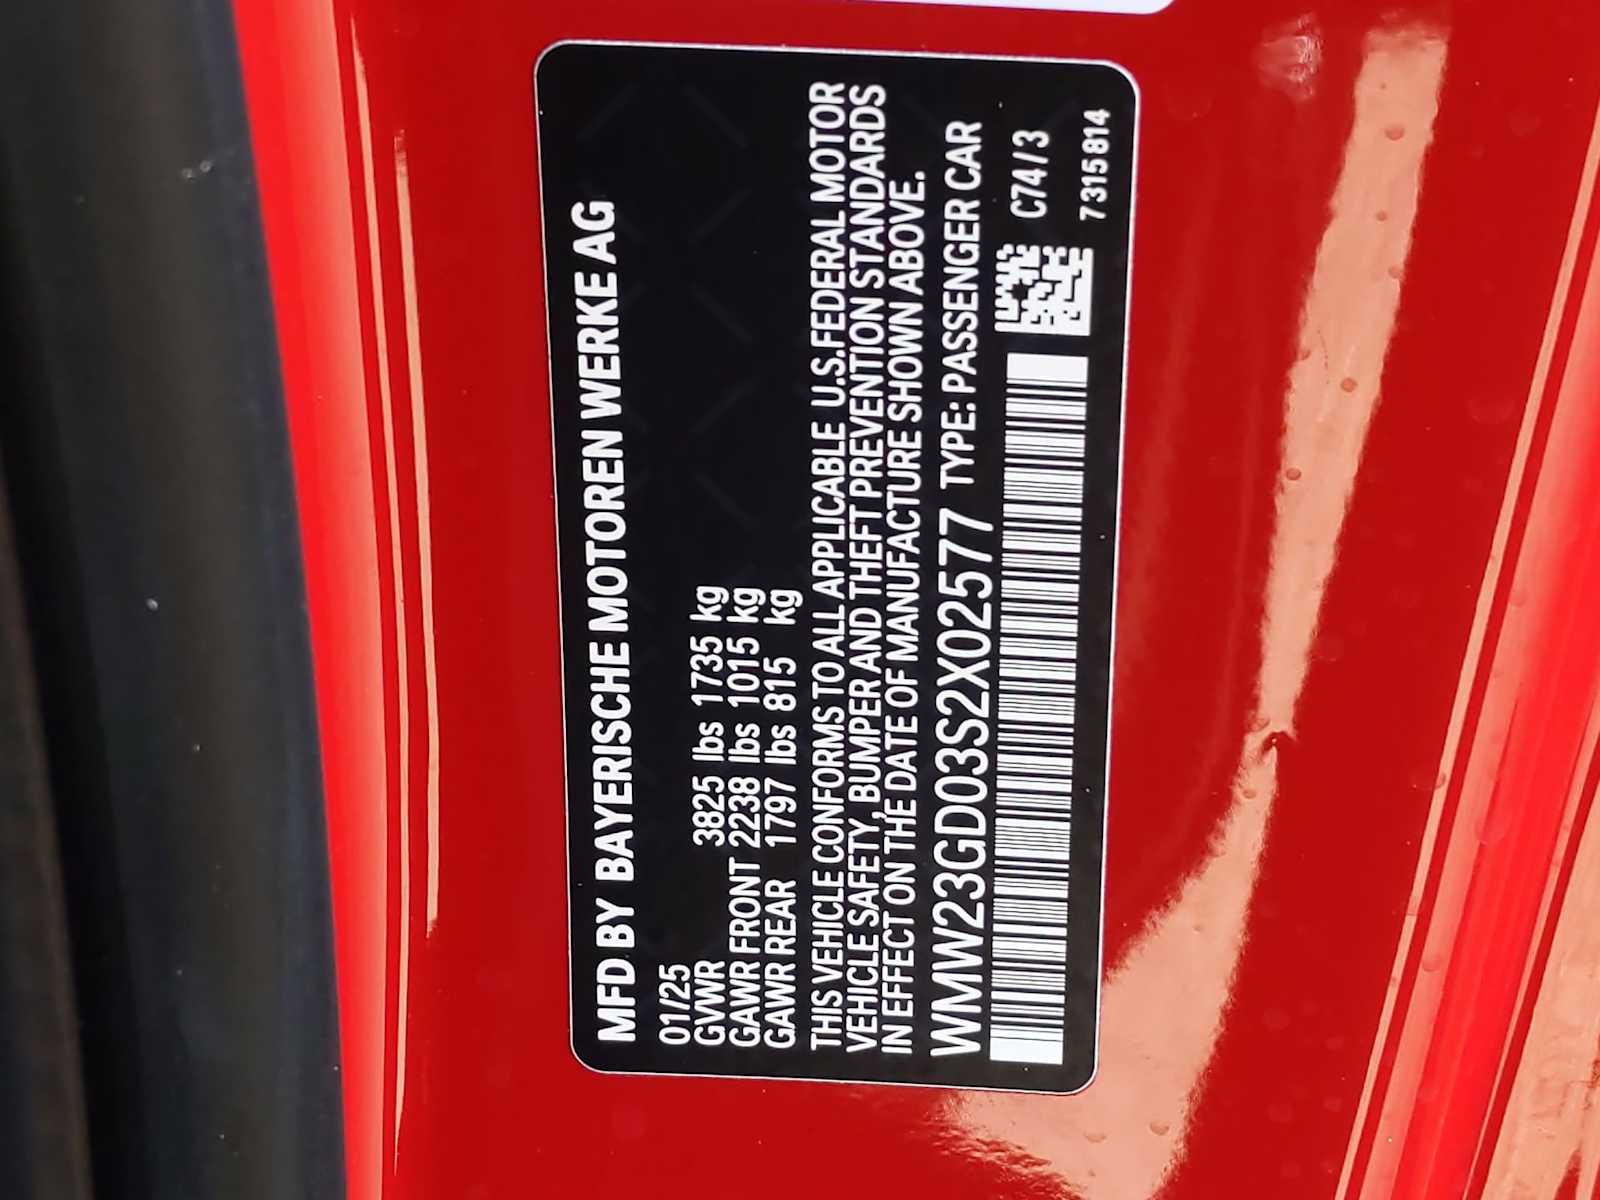 MFD BY BAYERISCHE MOTOREN WERKE AG
01/25
GVWR 3825 lbs 1735 kg
GAWR FRONT 2238 lbs 1015 kg
GAWR REAR 1797 lbs 815 kg
THIS VEHICLE CONFORMS TO ALL APPLICABLE U.S.FEDERAL MOTOR
VEHICLE SAFETY, BUMPER AND THEFT PREVENTION STANDARDS
IN EFFECT ON THE DATE OF MANUFACTURE SHOWN ABOVE.
WMW23GD03S2X02577 TYPE: PASSENGER CAR
C74/3
7315814